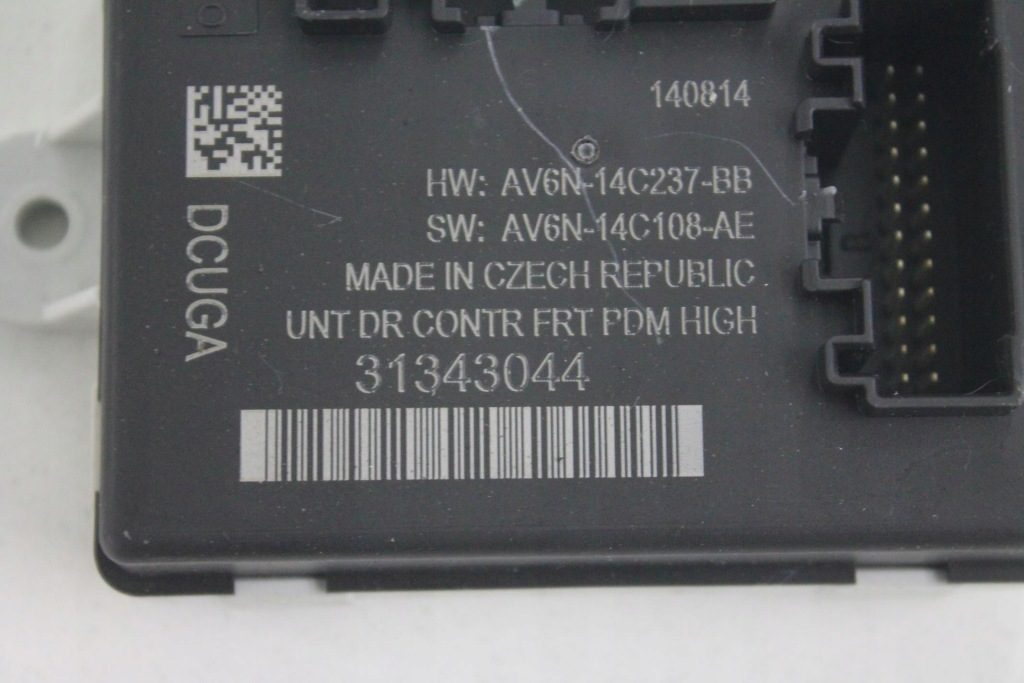 140814
HW: AV6N-14C237-BB
SW: AV6N-14C108-AE
MADE IN CZECH REPUBLIC
UNT DR CONTR FRT PDM HIGH
31343044
DCUGA